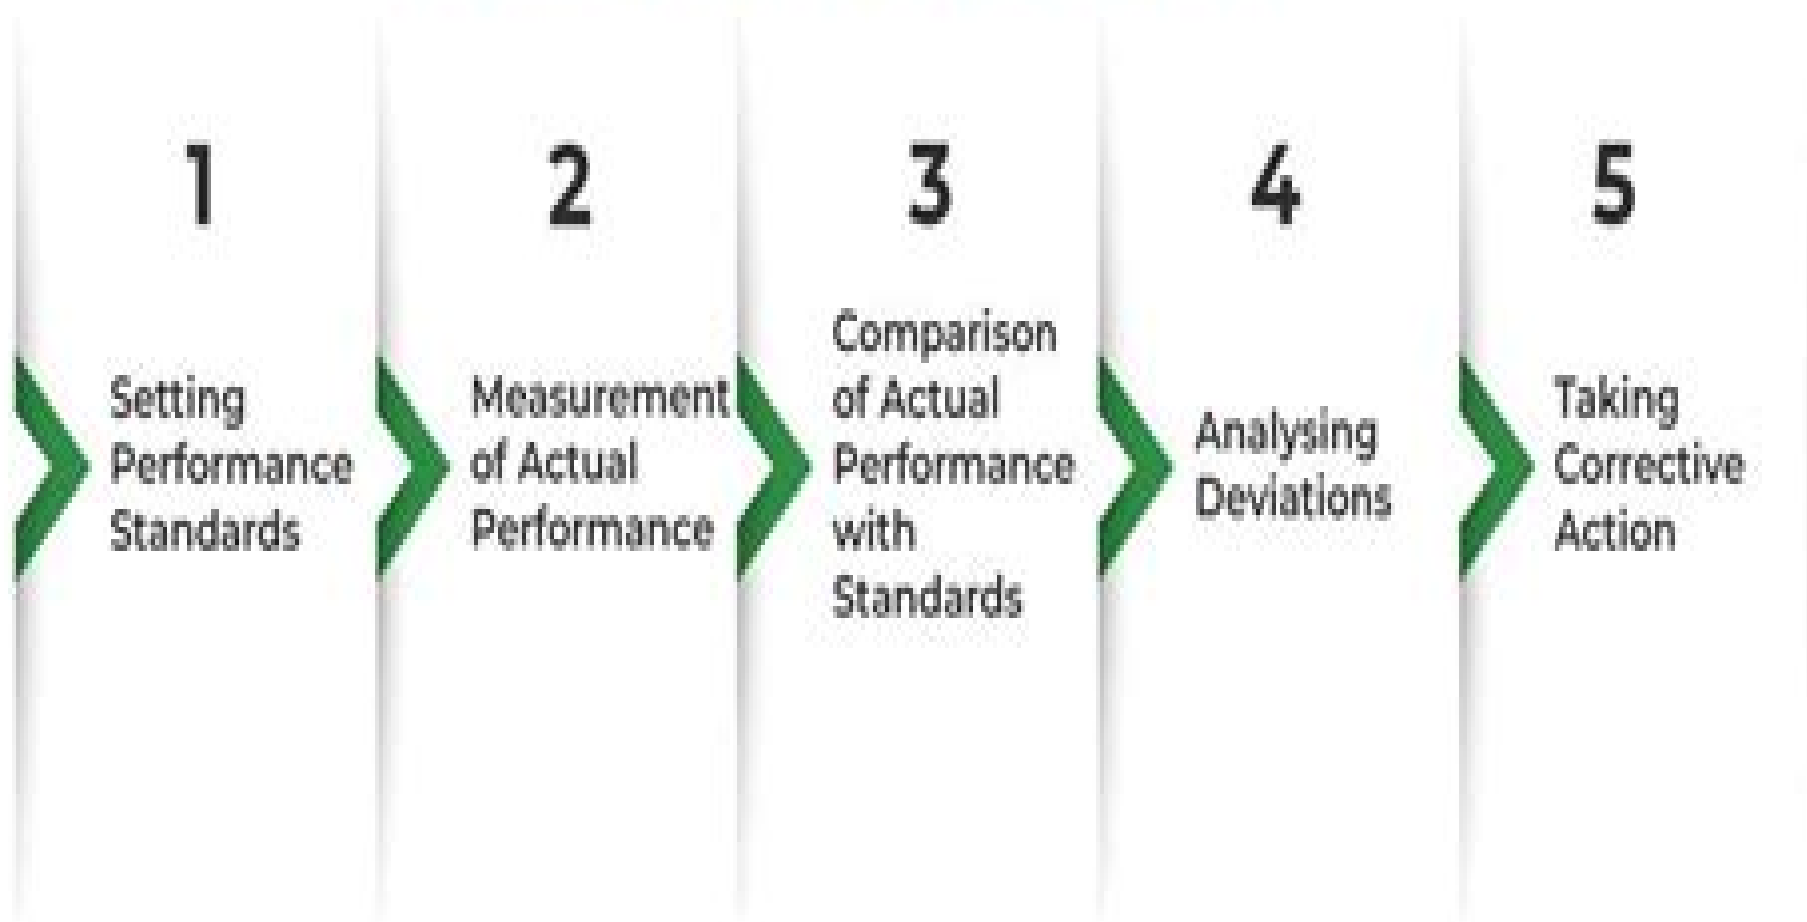 1
Setting
Performance
Standards
2
Measurement
of Actual
Performance
3
Comparison
of Actual
Performance
with
Standards
4
Analysing
Deviations
5
Taking
Corrective
Action